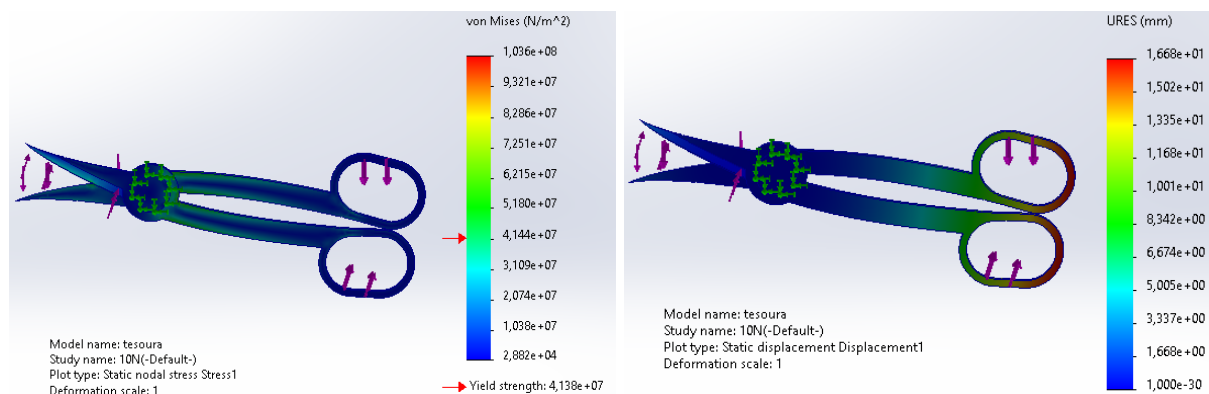 von Mises (N/m^2)
1,036e+08
9,321e+07
8,286e+07
7,251e+07
6,215e+07
5,180e+07
4,144e+07
3,109e+07
2,074e+07
1,038e+07
2,882e+04
Yield strength: 4,138e+07
Model name: tesoura
Study name: 10N(-Default-)
Plot type: Static nodal stress Stress1
Deformation scale: 1
URES (mm)
1,668e+01
1,502e+01
1,335e+01
1,168e+01
1,001e+01
8,342e+00
6,674e+00
5,005e+00
3,337e+00
1,668e+00
1,000e-30
Model name: tesoura
Study name: 10N(-Default-)
Plot type: Static displacement Displacement1
Deformation scale: 1